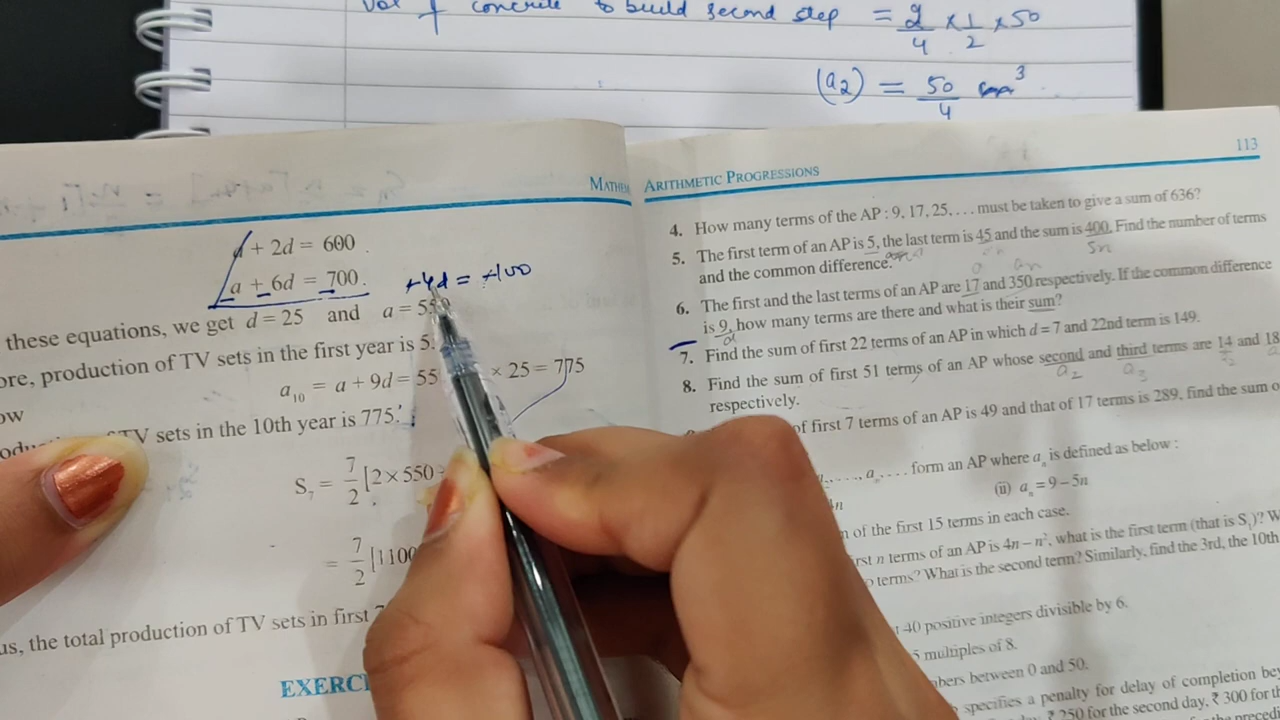 Vol of concrete to build second step = 2/4 × 1/2 × 50
(a2) = 50/4 m³
MATHE
+ 2d = 600
a + 6d = 700.
+4d = +100
these equations, we get d = 25 and a = 550
ore, production of TV sets in the first year is 5
a10 = a + 9d = 55 × 25 = 775
ow
TV sets in the 10th year is 775.
S7 = 7/2 [2 × 550
= 7/2 [1100
us, the total production of TV sets in first
EXERC
ARITHMETIC PROGRESSIONS
113
4. How many terms of the AP : 9, 17, 25, . . . must be taken to give a sum of 636?
5. The first term of an AP is 5, the last term is 45 and the sum is 400. Find the number of terms
and the common difference.
Sn
a an
6. The first and the last terms of an AP are 17 and 350 respectively. If the common difference
is 9, how many terms are there and what is their sum?
d
7. Find the sum of first 22 terms of an AP in which d = 7 and 22nd term is 149.
8. Find the sum of first 51 terms of an AP whose second and third terms are 14 and 18
a2 a3
respectively.
of first 7 terms of an AP is 49 and that of 17 terms is 289, find the sum o
. . ., an, . . . form an AP where an is defined as below :
(ii) an = 9 – 5n
of the first 15 terms in each case.
rst n terms of an AP is 4n – n², what is the first term (that is S1)? W
terms? What is the second term? Similarly, find the 3rd, the 10th
40 positive integers divisible by 6.
5 multiples of 8.
bers between 0 and 50.
specifies a penalty for delay of completion bey
₹ 250 for the second day, ₹ 300 for th